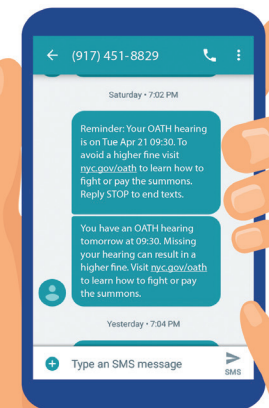 (917) 451-8829
Saturday • 7:02 PM
Reminder: Your OATH hearing
is on Tue Apr 21 09:30. To
avoid a higher fine visit
nyc.gov/oath to learn how to
fight or pay the summons.
Reply STOP to end texts.
You have an OATH hearing
tomorrow at 09:30. Missing
your hearing can result in a
higher fine. Visit nyc.gov/oath
to learn how to fight or pay
the summons.
Yesterday • 7:04 PM
Type an SMS message
SMS